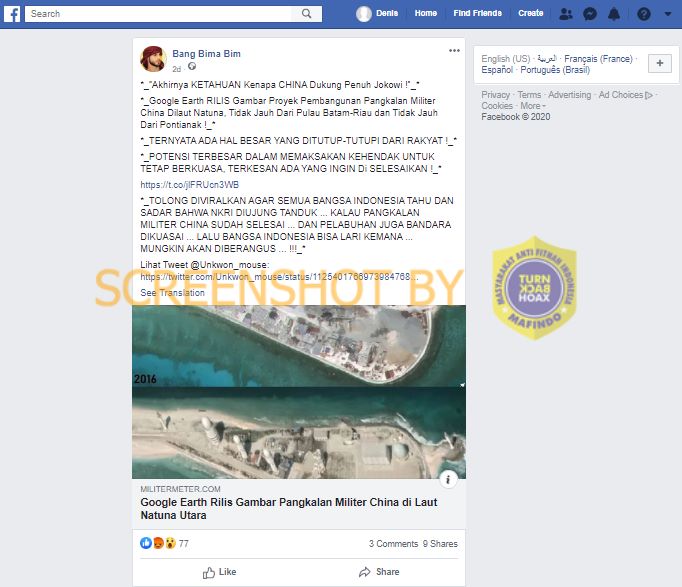 f Search
Denis Home Find Friends Create
Bang Bima Bim
2d
*_"Akhirnya KETAHUAN Kenapa CHINA Dukung Penuh Jokowi !"_*
*_Google Earth RILIS Gambar Proyek Pembangunan Pangkalan Militer
China Dilaut Natuna, Tidak Jauh Dari Pulau Batam-Riau dan Tidak Jauh
Dari Pontianak !_*
*_TERNYATA ADA HAL BESAR YANG DITUTUP-TUTUPI DARI RAKYAT !_*
*_POTENSI TERBESAR DALAM MEMAKSAKAN KEHENDAK UNTUK
TETAP BERKUASA, TERKESAN ADA YANG INGIN Di SELESAIKAN !_*
https://t.co/jlFRUcn3WB
*_TOLONG DIVIRALKAN AGAR SEMUA BANGSA INDONESIA TAHU DAN
SADAR BAHWA NKRI DIUJUNG TANDUK ... KALAU PANGKALAN
MILITER CHINA SUDAH SELESAI ... DAN PELABUHAN JUGA BANDARA
DIKUASAI ... LALU BANGSA INDONESIA BISA LARI KEMANA ...
MUNGKIN AKAN DIBERANGUS ... !!!_*
Lihat Tweet @Unkwon_mouse:
https://twitter.com/Unkwon_mouse/status/1125401766973984768...
See Translation
SCREENSHOT BY
2016
MILITERMETER.COM
Google Earth Rilis Gambar Pangkalan Militer China di Laut
Natuna Utara
77
3 Comments 9 Shares
Like Share
English (US) · العربية · Français (France) ·
Español · Português (Brasil)
Privacy · Terms · Advertising · Ad Choices ·
Cookies · More
Facebook © 2020
MASYARAKAT ANTI FITNAH INDONESIA
TURN
BACK
HOAX
MAFINDO